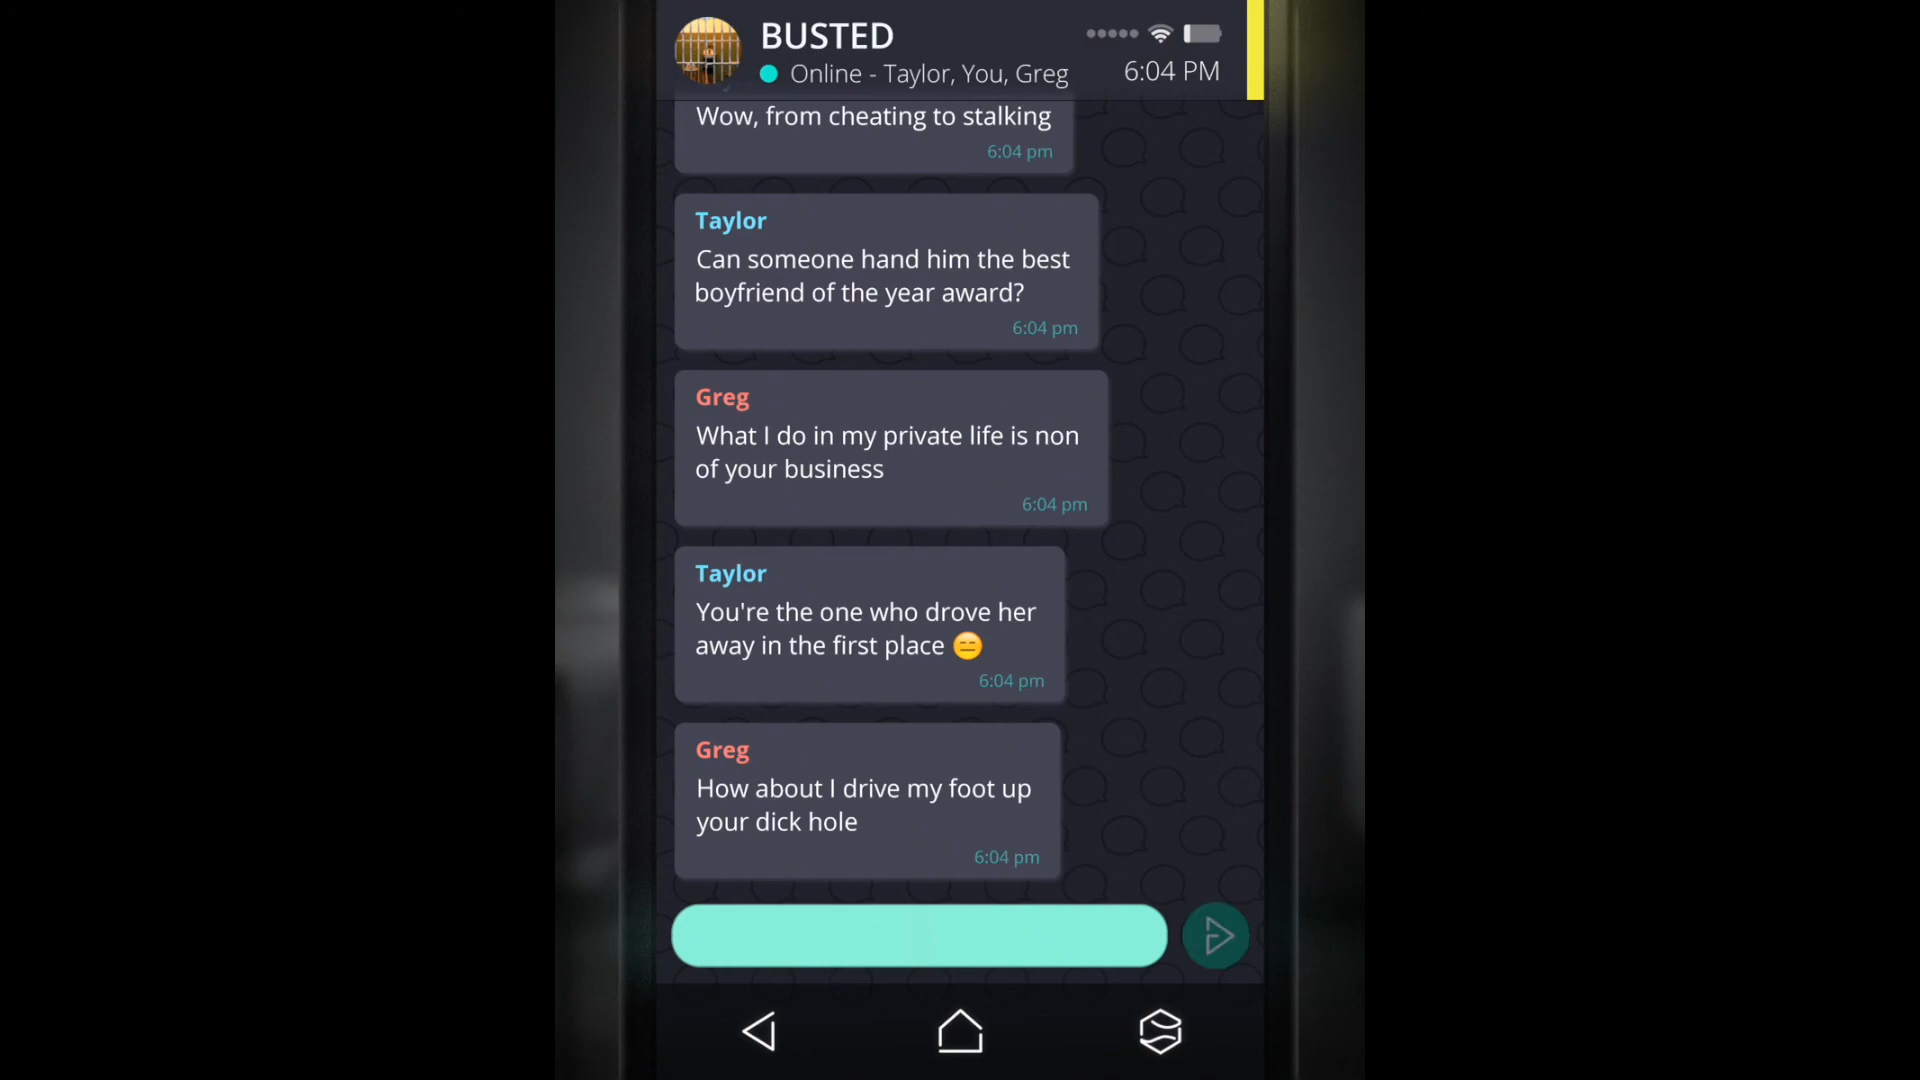 BUSTED
Online - Taylor, You, Greg
6:04 PM
Wow, from cheating to stalking
6:04 pm
Taylor
Can someone hand him the best
boyfriend of the year award?
6:04 pm
Greg
What I do in my private life is non
of your business
6:04 pm
Taylor
You're the one who drove her
away in the first place 😑
6:04 pm
Greg
How about I drive my foot up
your dick hole
6:04 pm